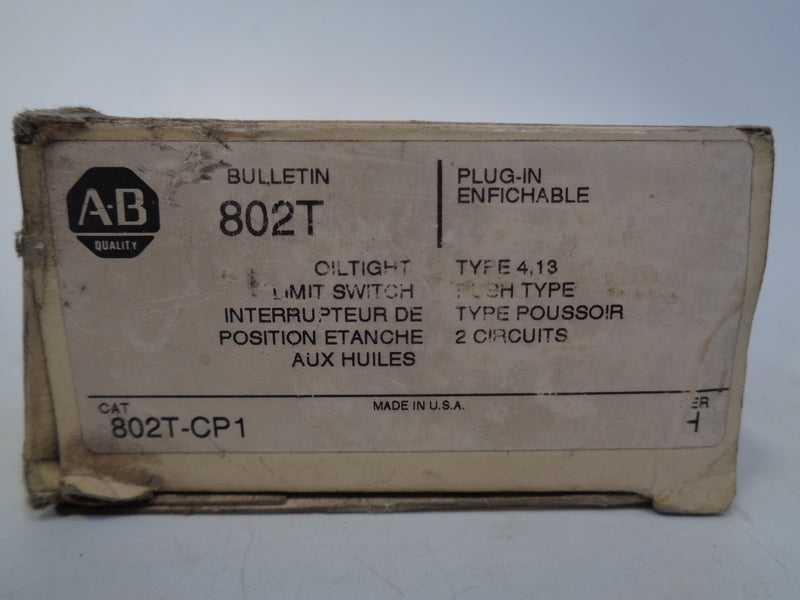 A-B
QUALITY
BULLETIN
802T
PLUG-IN
ENFICHABLE
OILTIGHT
LIMIT SWITCH
INTERRUPTEUR DE
POSITION ETANCHE
AUX HUILES
TYPE 4,13
PUSH TYPE
TYPE POUSSOIR
2 CIRCUITS
CAT
802T-CP1
MADE IN U.S.A.